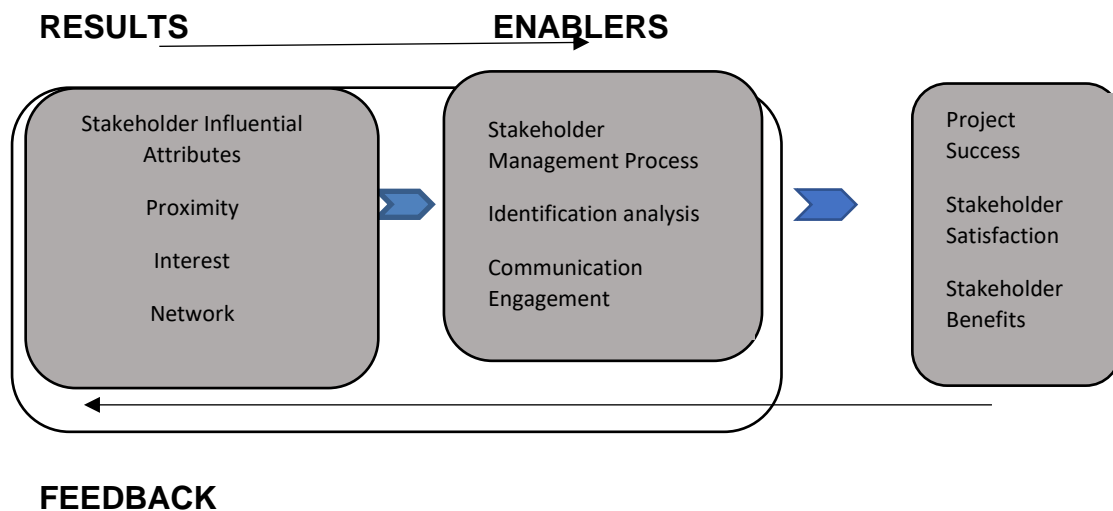 RESULTS
ENABLERS
Stakeholder Influential
Attributes
Proximity
Interest
Network
Stakeholder
Management Process
Identification analysis
Communication
Engagement
Project
Success
Stakeholder
Satisfaction
Stakeholder
Benefits
FEEDBACK